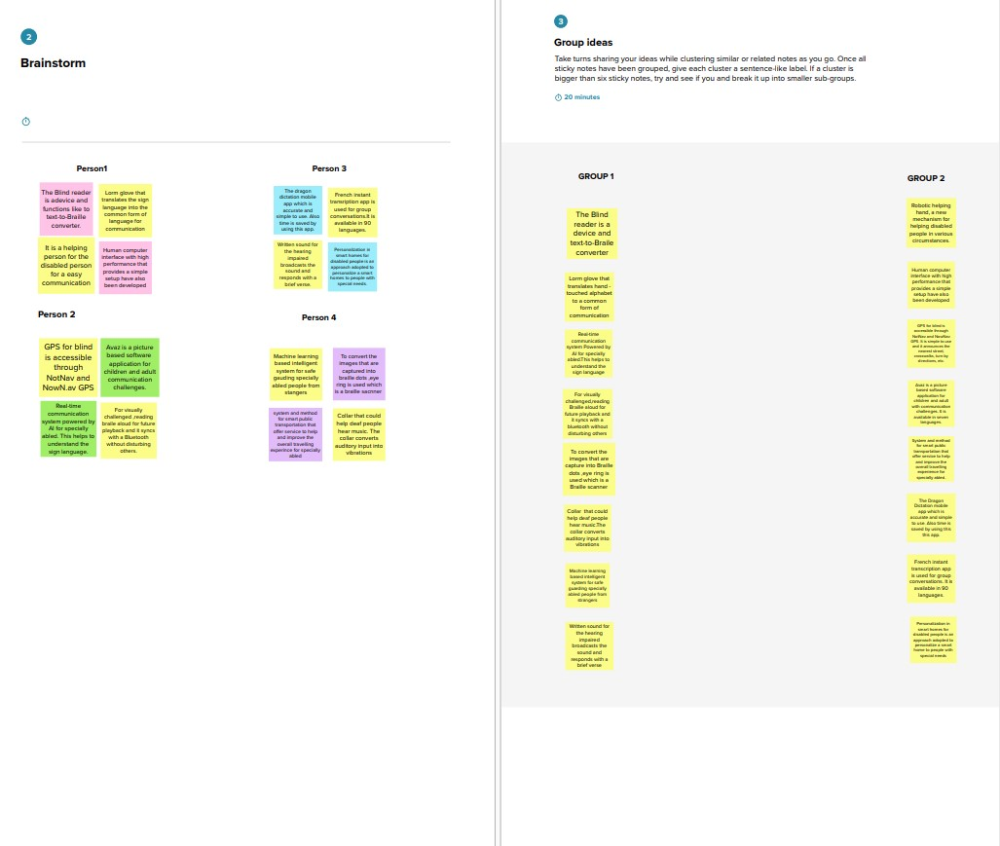 2
Brainstorm
Person1
The Blind reader
is adevice and
functions like to
text-to-Braille
converter.
Lorm glove that
translates the sign
language into the
common form of
language for
communication
It is a helping
person for the
disabled person
for a easy
communication
Human computer
interface with high
performance that
provides a simple
setup have also
been developed
Person 2
GPS for blind
is accessible
through
NotNav and
NowN.av GPS
Avaz is a picture
based software
application for
children and adult
communication
challenges.
Real-time
communication
system powered by
AI for specially
abled. This helps to
understand the
sign language.
For visually
challenged ,reading
braile aloud for future
playback and it syncs
with a Bluetooth
without disturbing
others.
Person 3
The dragon
dictation mobile
app which is
accurate and
simple to use. Also
time is saved by
using this app.
French instant
transription app is
used for group
conversations.It is
available in 90
languages.
Written sound for
the hearing
impaired
broadcasts the
sound and
responds with a
brief verse.
Personalization in
smart homes for
disabled people is an
approach adopted to
personalize a smart
homes to people with
special needs.
Person 4
Machine learning
based intelligent
system for safe
gauding specially
abled people from
stangers
To convert the
images that are
captured into
braille dots ,eye
ring is used which
is a braille sacnner
system and method
for smart public
transportation that
offer service to help
and improve the
overall travelling
experince for specially
abled
Coller that could
help deaf people
hear music. The
collar converts
auditory input into
vibrations
3
Group ideas
Take turns sharing your ideas while clustering similar or related notes as you go. Once all
sticky notes have been grouped, give each cluster a sentence-like label. If a cluster is
bigger than six sticky notes, try and see if you and break it up into smaller sub-groups.
20 minutes
GROUP 1
The Blind
reader is a
device and
text-to-Braille
converter
Lorm glove that
translates hand -
touched alphabet
to a common
form of
communication
Real-time
communication
system Powered by
AI for specially
abled.This helps to
understand the
sign language
For visually
challenged,reading
Braille aloud for
future playback and
it syncs with a
bluetooth without
disturbing others
To convert the
images that are
capture into Braille
dots ,eye ring is
used which is a
Braille scanner
Collar that could
help deaf people
hear music.The
collar converts
auditory input into
vibrations
Machine learning
based intelligent
system for safe
guarding specially
abled people from
strangers
Written sound for
the hearing
impaired
broadcasts the
sound and
responds with a
brief verse
GROUP 2
Robotic helping
hand, a new
mechanism for
helping disabled
people in various
circumstances.
Human computer
interface with high
performance that
provides a simple
setup have also
been developed
GPS for blind is
accessible through
NotNav and NowNav
GPS. It is simple to use
and it announces the
nearest street,
crosswalks, turn by
directions, etc.
Avaz is a picture
based software
application for
children and adult
with communication
challenges. It is
available in seven
languages.
System and method
for smart public
transportation that
offer service to help
and improve the
overall travelling
experience for
specially abled.
The Dragon
Dictation mobile
app which is
accurate and simple
to use. Also time is
saved by using this
this app.
French instant
transcription app
is used for group
conversations. It is
available in 90
languages.
Personalization in
smart homes for
disabled people is an
approach adopted to
personalize a smart
home to people with
special needs